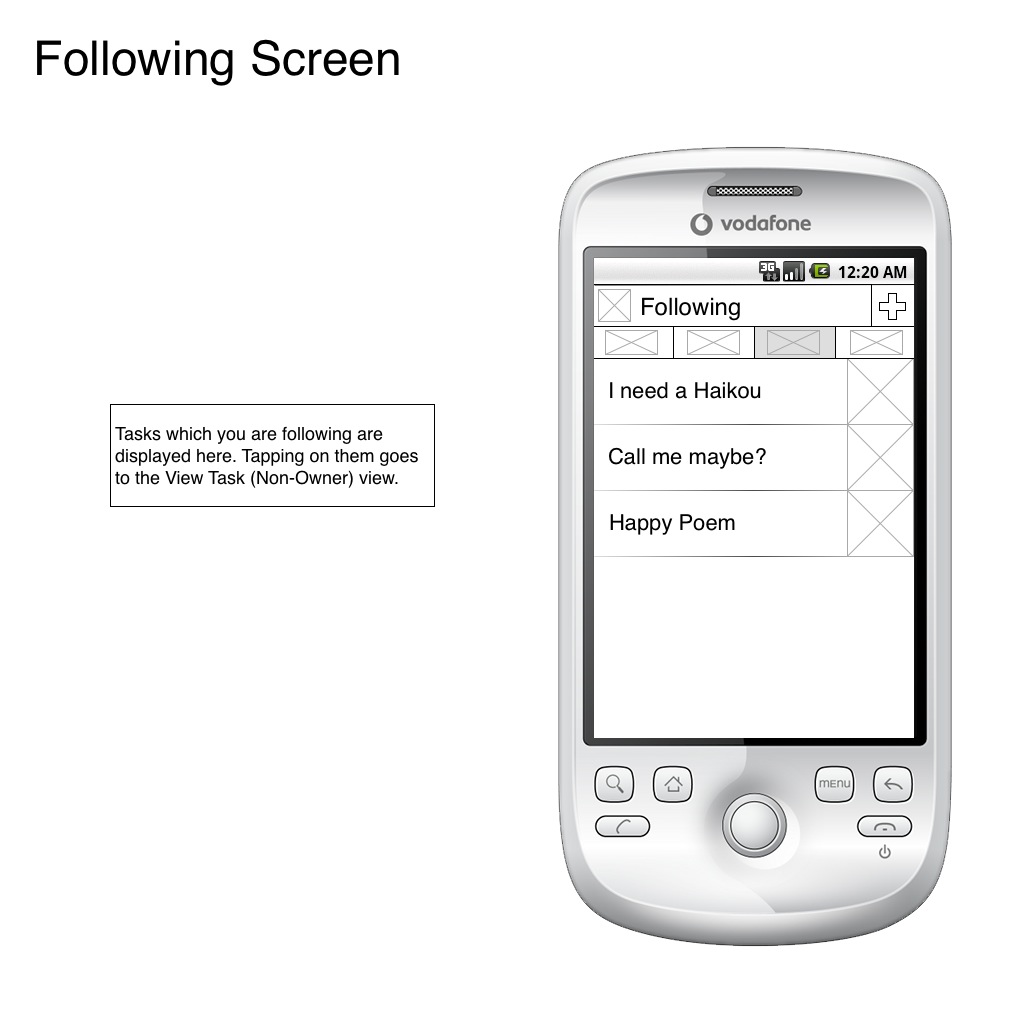 Following Screen
vodafone
3G
12:20 AM
Following
I need a Haikou
Call me maybe?
Happy Poem
Tasks which you are following are
displayed here. Tapping on them goes
to the View Task (Non-Owner) view.
MENU